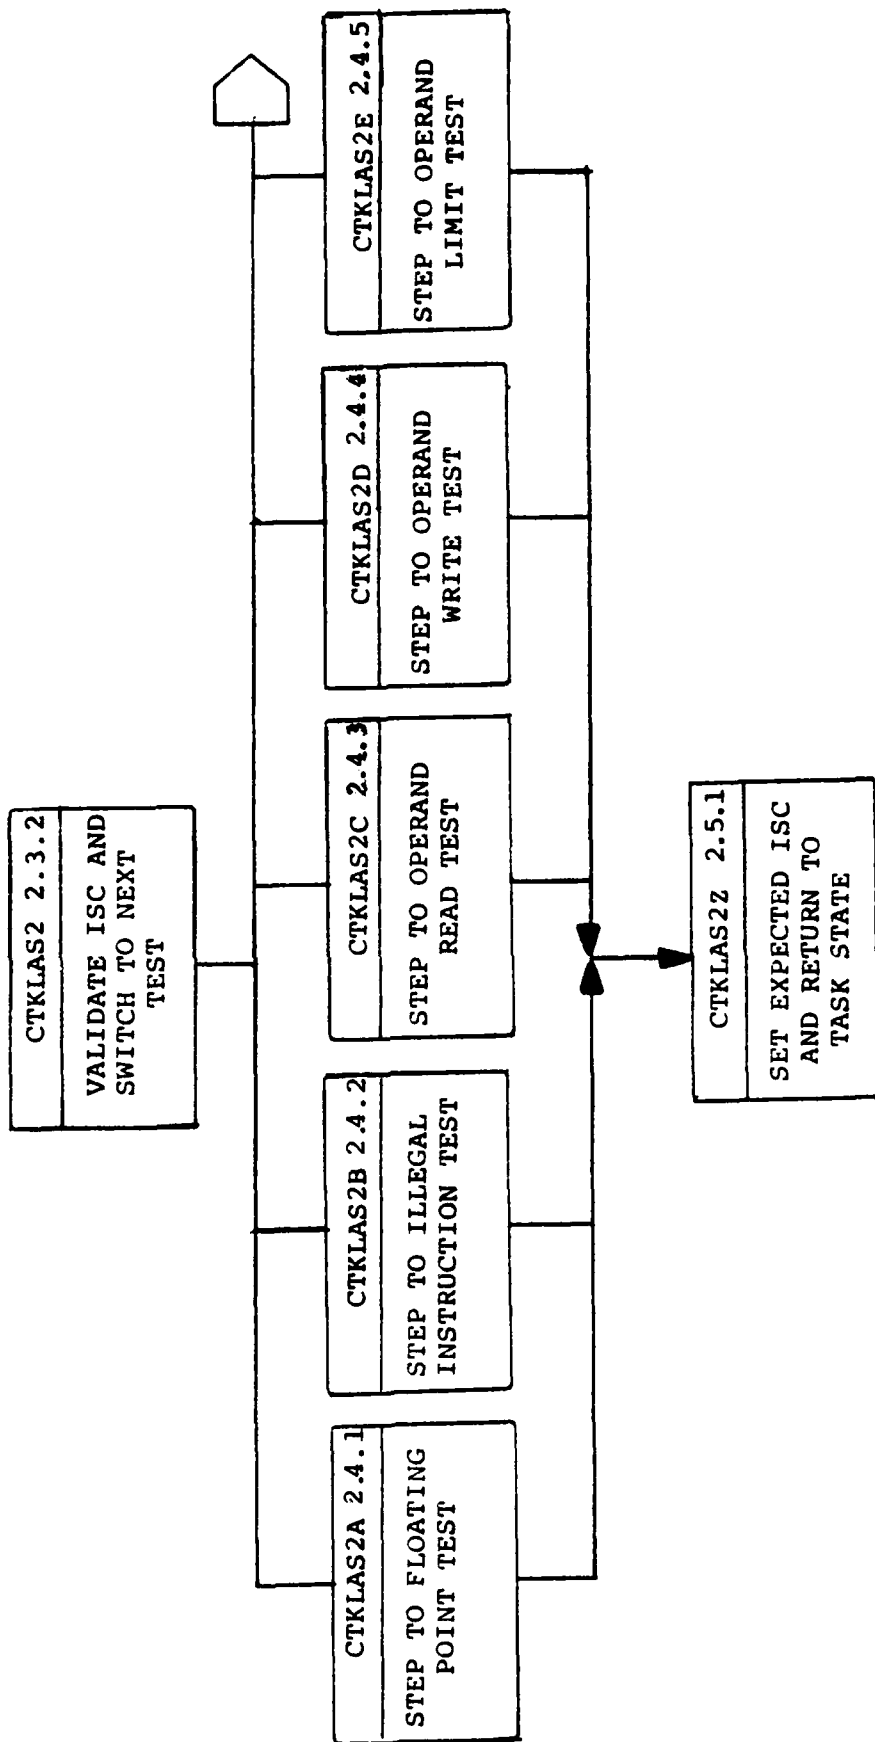 CTKLAS2 2.3.2
VALIDATE ISC AND
SWITCH TO NEXT
TEST
CTKLAS2A 2.4.1
STEP TO FLOATING
POINT TEST
CTKLAS2B 2.4.2
STEP TO ILLEGAL
INSTRUCTION TEST
CTKLAS2C 2.4.3
STEP TO OPERAND
READ TEST
CTKLAS2D 2.4.4
STEP TO OPERAND
WRITE TEST
CTKLAS2E 2.4.5
STEP TO OPERAND
LIMIT TEST
CTKLAS2Z 2.5.1
SET EXPECTED ISC
AND RETURN TO
TASK STATE